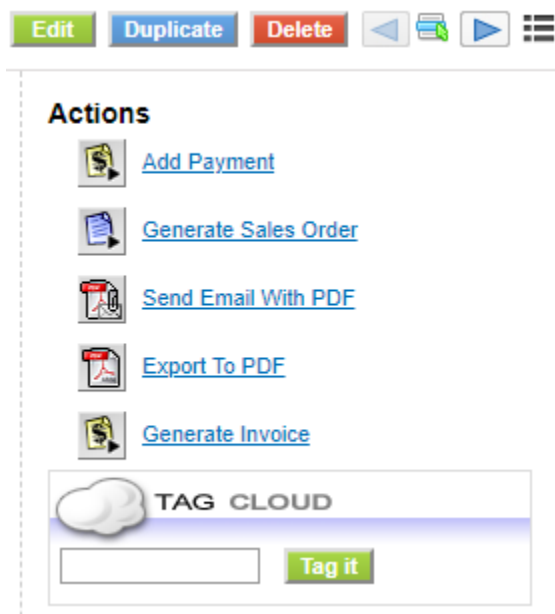 Edit Duplicate Delete
Actions
Add Payment
Generate Sales Order
Send Email With PDF
Export To PDF
Generate Invoice
TAG CLOUD
Tag it